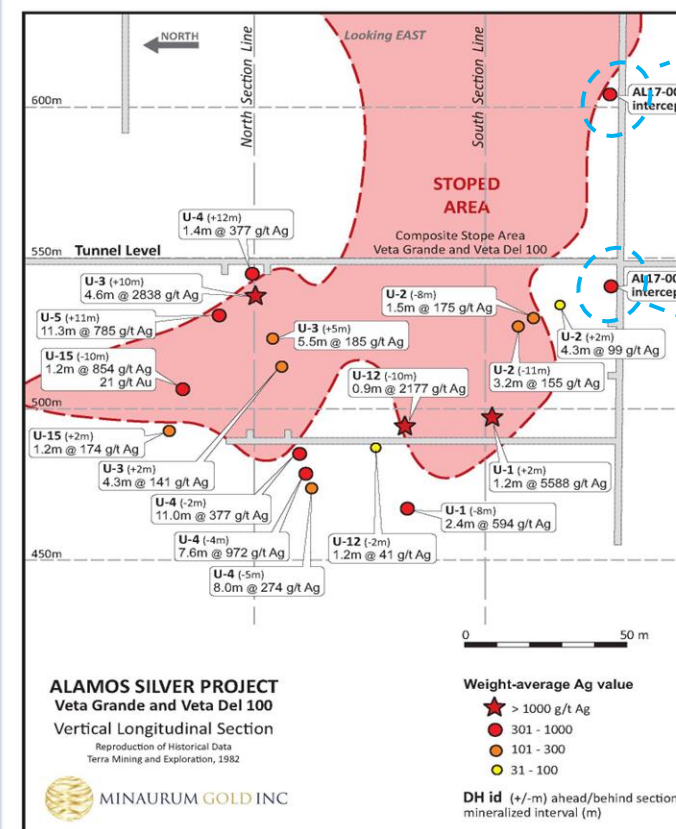 NORTH
Looking EAST
North Section Line
South Section Line
600m
AL17-00
intercep
STOPED
AREA
Composite Stope Area
Veta Grande and Veta Del 100
U-4 (+12m)
1.4m @ 377 g/t Ag
550m
Tunnel Level
U-3 (+10m)
4.6m @ 2838 g/t Ag
AL17-00
intercep
U-2 (-8m)
1.5m @ 175 g/t Ag
U-5 (+11m)
11.3m @ 785 g/t Ag
U-3 (+5m)
5.5m @ 185 g/t Ag
U-2 (+2m)
4.3m @ 99 g/t Ag
U-15 (-10m)
1.2m @ 854 g/t Ag
21 g/t Au
U-12 (-10m)
0.9m @ 2177 g/t Ag
U-2 (-11m)
3.2m @ 155 g/t Ag
500m
U-15 (+2m)
1.2m @ 174 g/t Ag
U-3 (+2m)
4.3m @ 141 g/t Ag
U-1 (+2m)
1.2m @ 5588 g/t Ag
U-4 (-2m)
11.0m @ 377 g/t Ag
U-1 (-8m)
2.4m @ 594 g/t Ag
U-4 (-4m)
7.6m @ 972 g/t Ag
U-12 (-2m)
1.2m @ 41 g/t Ag
450m
U-4 (-5m)
8.0m @ 274 g/t Ag
0 50 m
ALAMOS SILVER PROJECT
Veta Grande and Veta Del 100
Vertical Longitudinal Section
Reproduction of Historical Data
Terra Mining and Exploration, 1982
MINAURUM GOLD INC
Weight-average Ag value
> 1000 g/t Ag
301 - 1000
101 - 300
31 - 100
DH id (+/-m) ahead/behind section
mineralized interval (m)